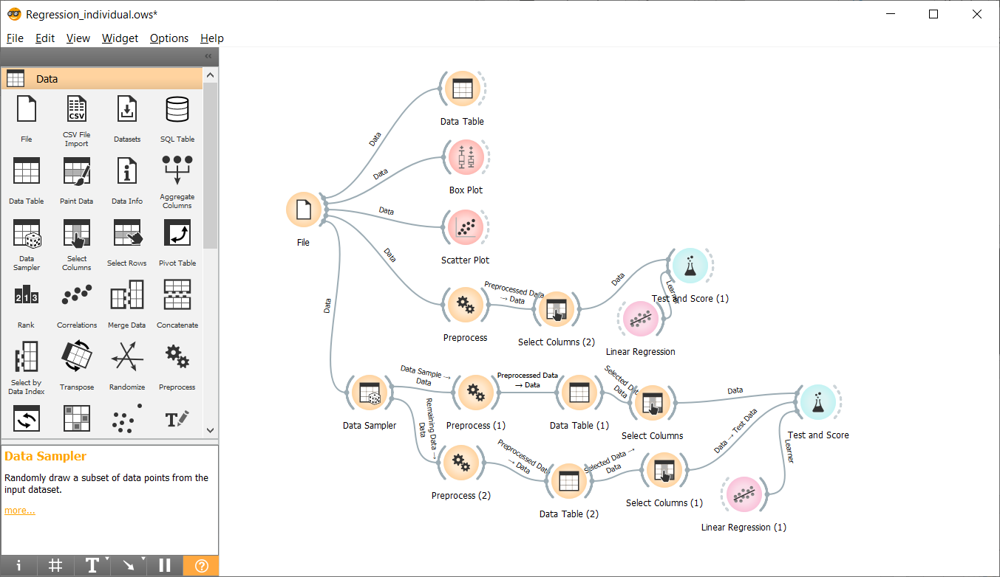 Regression_individual.ows*
File Edit View Widget Options Help
Data
File
CSV File
Import
Datasets
SQL Table
Data Table
Paint Data
Data Info
Aggregate
Columns
Data
Sampler
Select
Columns
Select Rows
Pivot Table
Rank
Correlations
Merge Data
Concatenate
Select by
Data Index
Transpose
Randomize
Preprocess
Data Sampler
Randomly draw a subset of data points from the
input dataset.
more...
Data
Data Table
Data
Box Plot
Data
Scatter Plot
File
Data
Preprocess
Preprocessed Data
→ Data
Select Columns (2)
Data
Test and Score (1)
Learner
Linear Regression
Data
Data Sampler
Data Sample →
Data
Preprocess (1)
Preprocessed Data
→ Data
Data Table (1)
Selected Dat
Data
Select Columns
Data
Test and Score
Remaining Data →
Data
Preprocess (2)
Preprocessed Data
→ Data
Data Table (2)
Selected Data →
Data
Select Columns (1)
Data → Test Data
Learner
Linear Regression (1)